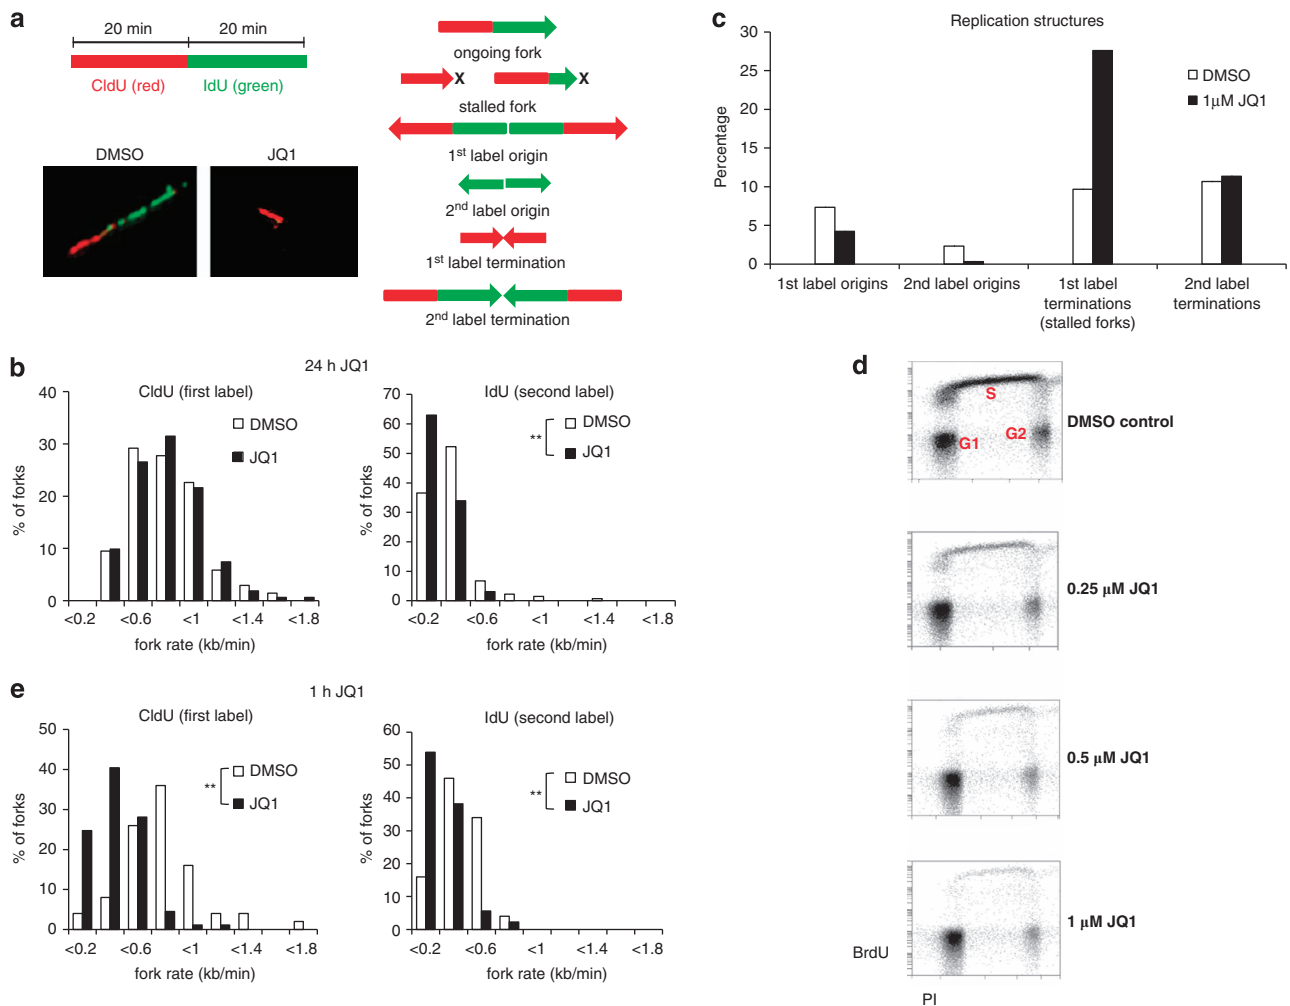 a
20 min 20 min
CldU (red) IdU (green)
DMSO JQ1
ongoing fork
X X
stalled fork
1st label origin
2nd label origin
1st label termination
2nd label termination
b
24 h JQ1
CldU (first label)
DMSO
JQ1
40
30
20
10
0
% of forks
<0.2 <0.6 <1 <1.4 <1.8
fork rate (kb/min)
IdU (second label)
**
DMSO
JQ1
70
60
50
40
30
20
10
0
% of forks
<0.2 <0.6 <1 <1.4 <1.8
fork rate (kb/min)
c
Replication structures
DMSO
1μM JQ1
30
25
20
15
10
5
0
Percentage
1st label origins 2nd label origins 1st label terminations (stalled forks) 2nd label terminations
d
S
G1 G2
DMSO control
0.25 μM JQ1
0.5 μM JQ1
1 μM JQ1
BrdU
PI
e
1 h JQ1
CldU (first label)
**
DMSO
JQ1
50
40
30
20
10
0
% of forks
<0.2 <0.6 <1 <1.4 <1.8
fork rate (kb/min)
IdU (second label)
**
DMSO
JQ1
60
50
40
30
20
10
0
% of forks
<0.2 <0.6 <1 <1.4 <1.8
fork rate (kb/min)